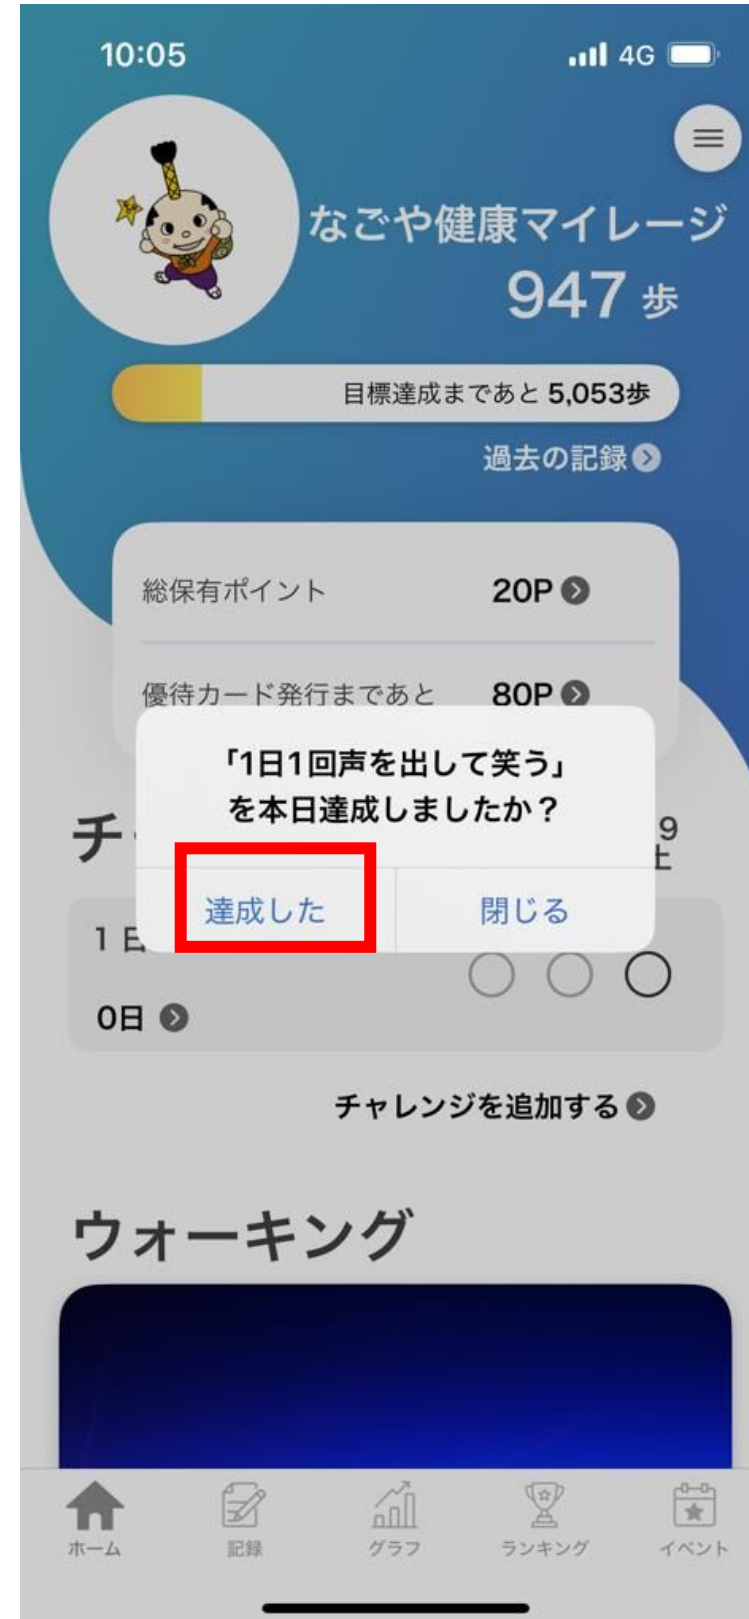 10:05
4G
なごや健康マイレージ
947 歩
目標達成まであと 5,053歩
過去の記録
総保有ポイント 20P
優待カード発行まであと 80P
「1日1回声を出して笑う」
を本日達成しましたか？
チ
9
土
達成した 閉じる
1日
0日
チャレンジを追加する
ウォーキング
ホーム 記録 グラフ ランキング イベント